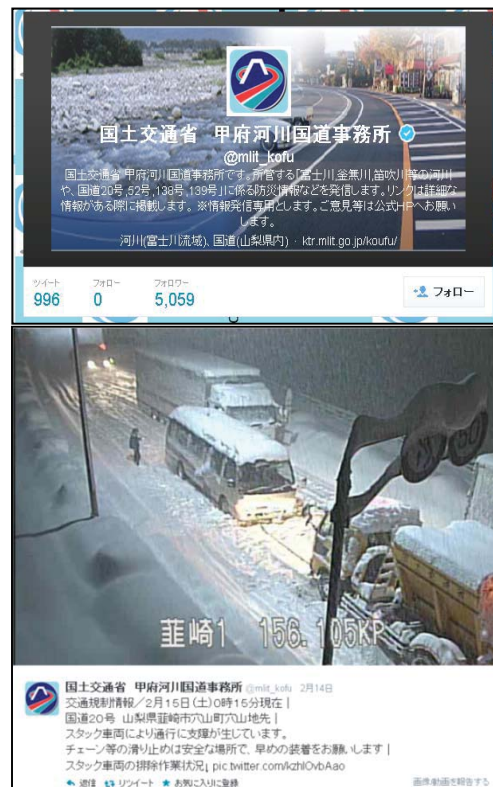 国土交通省 甲府河川国道事務所
@mlit_kofu
国土交通省 甲府河川国道事務所です。所管する「富士川,釜無川,笛吹川」等の河川
や、国道20号,52号,138号,139号」に係る防災情報などを発信します。リンクは詳細な
情報がある際に掲載します。 ※情報発信専用とします。ご意見等は公式HPへお願い
します。
河川(富士川流域)、国道(山梨県内) · ktr.mlit.go.jp/koufu/
ツイート フォロー フォロワー
996 0 5,059
フォロー
韮崎1 156.105KP
国土交通省 甲府河川国道事務所 @mlit_kofu 2月14日
交通規制情報／2月15日(土)0時15分現在 |
国道20号 山梨県韮崎市穴山町穴山地先 |
スタック車両により通行に支障が生じています。
チェーン等の滑り止めは安全な場所で、早めの装着をお願いします |
スタック車両の排除作業状況↓ pic.twitter.com/kzhlOvbAao
返信 リツイート お気に入りに登録 画像/動画を報告する